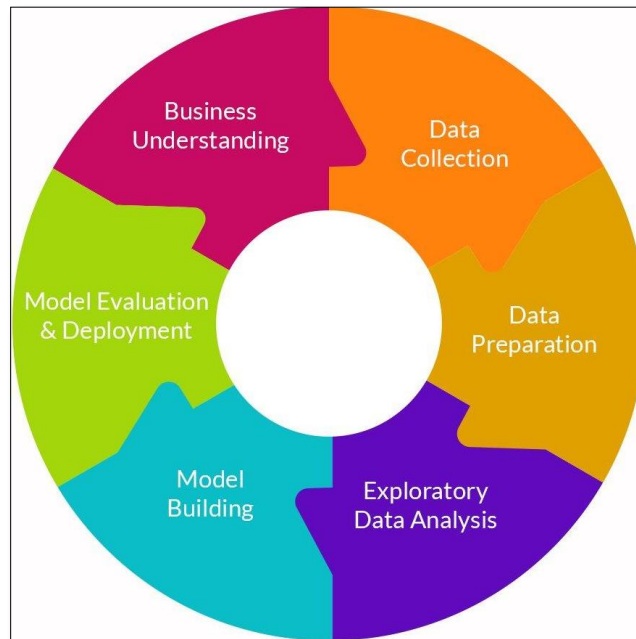 Business
Understanding
Data
Collection
Data
Preparation
Exploratory
Data Analysis
Model
Building
Model Evaluation
& Deployment